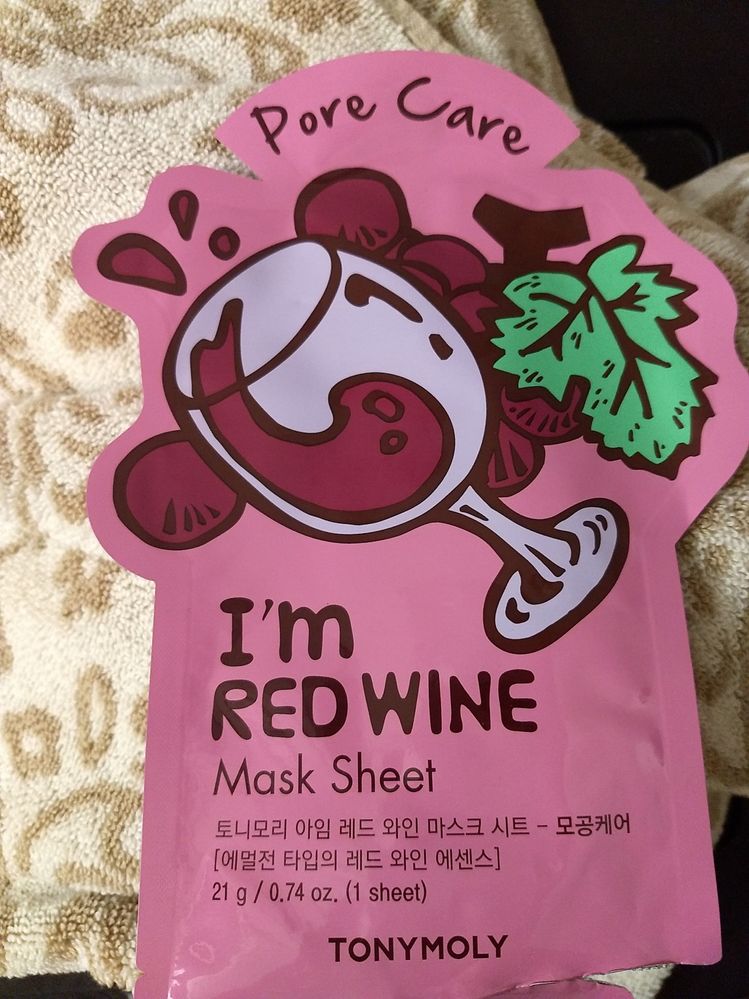 Pore Care
I'm
RED WINE
Mask Sheet
토니모리 아임 레드 와인 마스크 시트 – 모공케어
[에멀전 타입의 레드 와인 에센스]
21 g / 0.74 oz. (1 sheet)
TONYMOLY